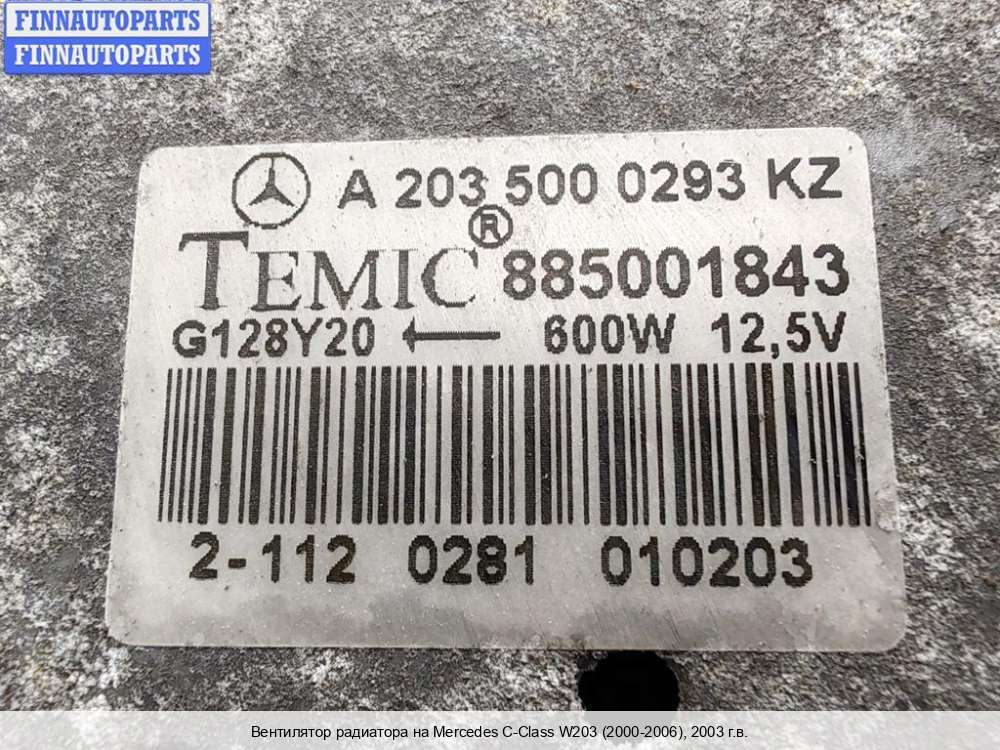 FINNAUTOPARTS
FINNAUTOPARTS
A 203 500 0293 KZ
TEMIC® 885001843
G128Y20 ← 600W 12,5V
2-112 0281 010203
Вентилятор радиатора на Mercedes C-Class W203 (2000-2006), 2003 г.в.